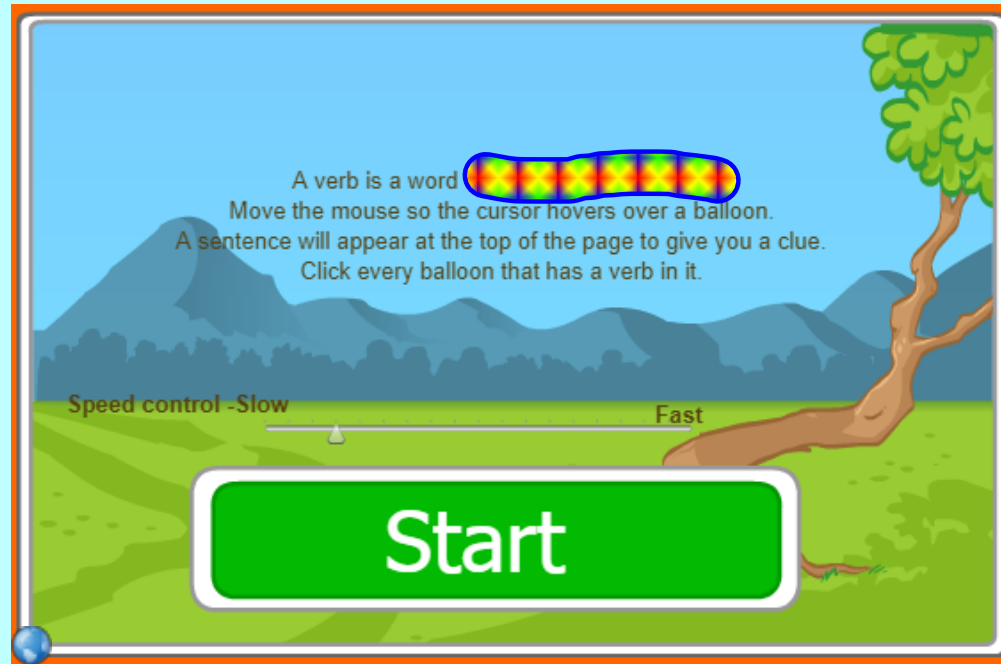 A verb is a word
Move the mouse so the cursor hovers over a balloon.
A sentence will appear at the top of the page to give you a clue.
Click every balloon that has a verb in it.
Speed control -Slow
Fast
Start